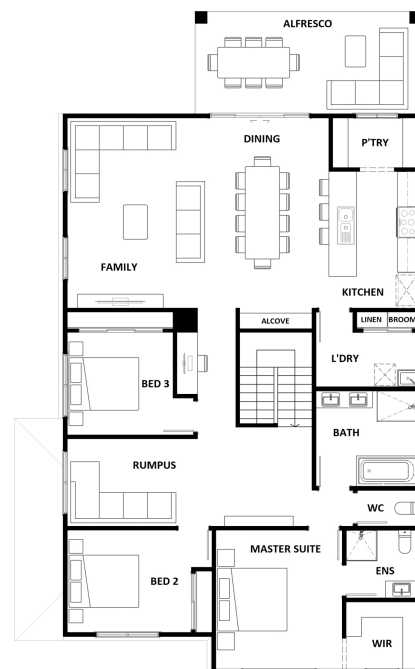 ALFRESCO
DINING
P'TRY
FAMILY
KITCHEN
ALCOVE
LINEN
BROOM
L'DRY
BED 3
BATH
RUMPUS
WC
MASTER SUITE
ENS
BED 2
WIR